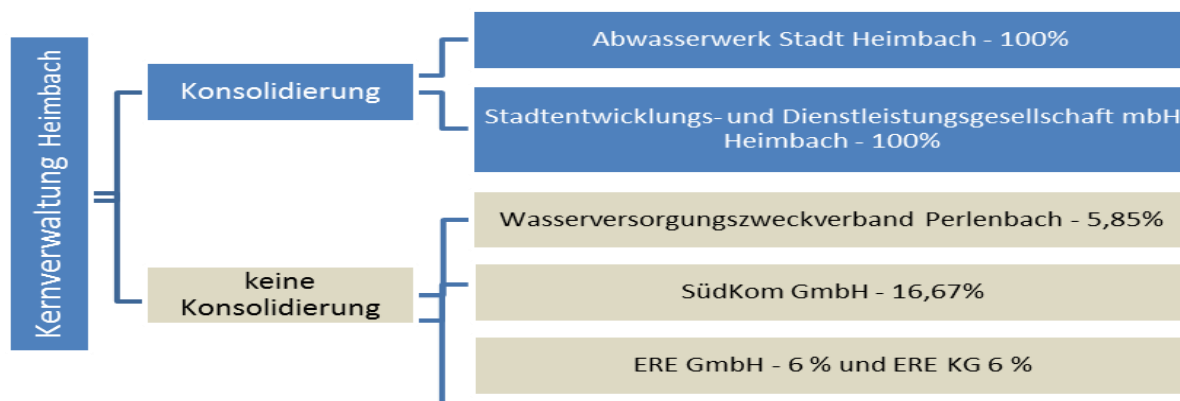 Kernverwaltung Heimbach
Konsolidierung
Abwasserwerk Stadt Heimbach - 100%
Stadtentwicklungs- und Dienstleistungsgesellschaft mbH
Heimbach - 100%
keine
Konsolidierung
Wasserversorgungszweckverband Perlenbach - 5,85%
SüdKom GmbH - 16,67%
ERE GmbH - 6 % und ERE KG 6 %